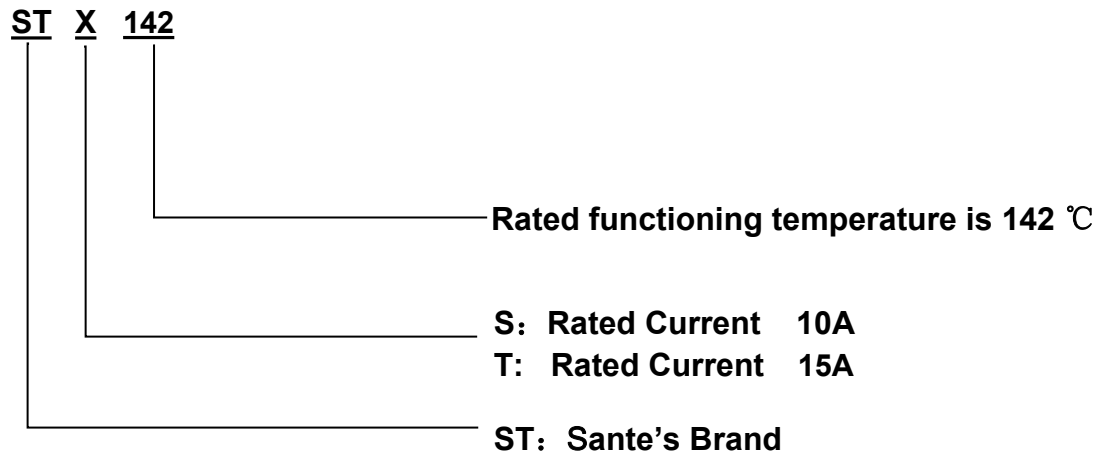 ST X 142
Rated functioning temperature is 142 ℃
S：Rated Current 10A
T: Rated Current 15A
ST：Sante’s Brand